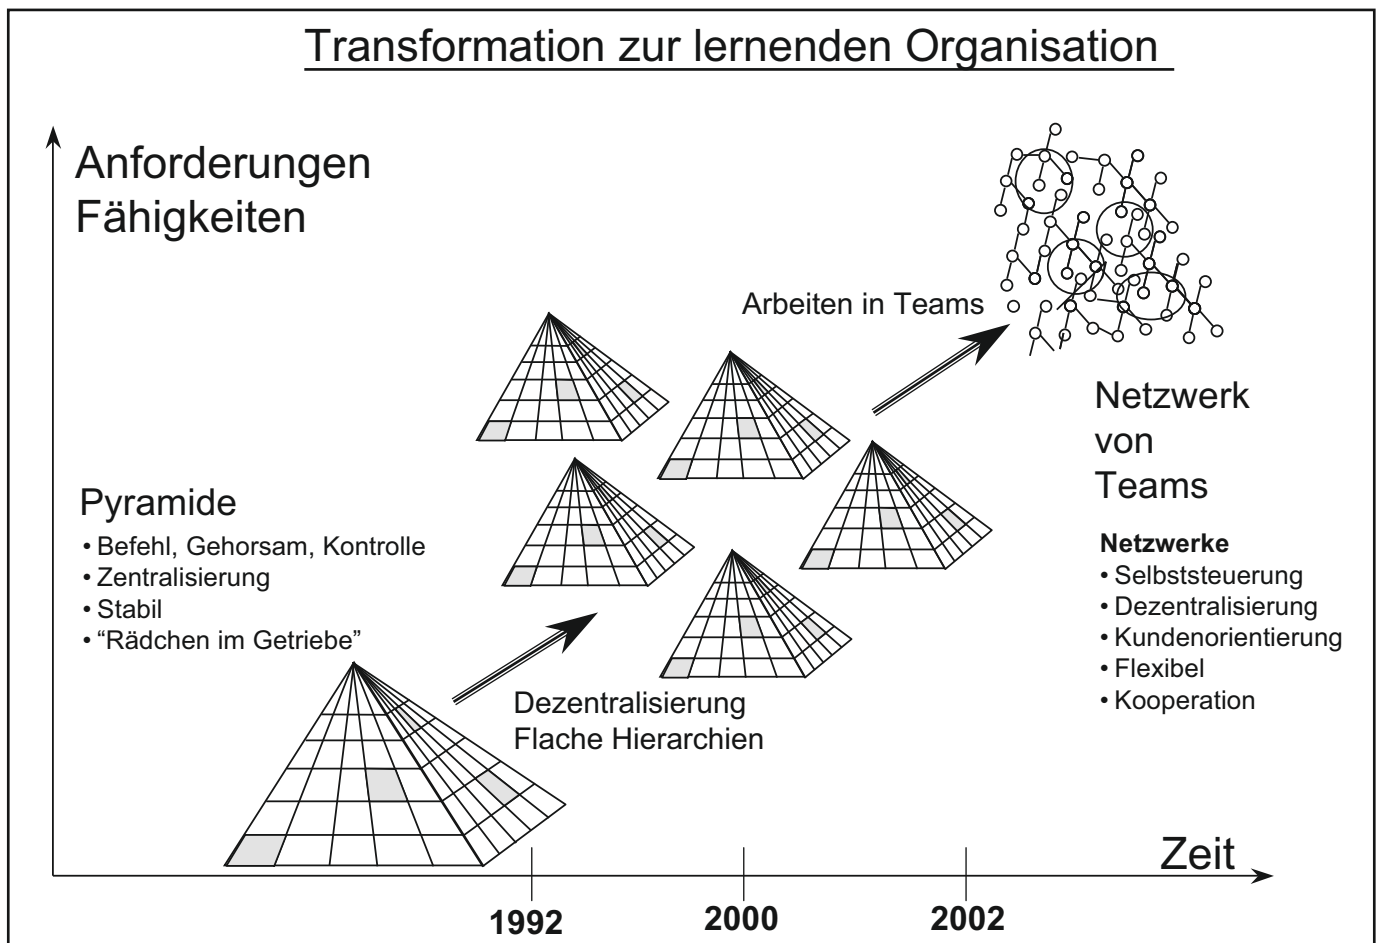 Transformation zur lernenden Organisation
Anforderungen
Fähigkeiten
Arbeiten in Teams
Netzwerk
von
Teams
Pyramide
• Befehl, Gehorsam, Kontrolle
• Zentralisierung
• Stabil
• “Rädchen im Getriebe”
Netzwerke
• Selbststeuerung
• Dezentralisierung
• Kundenorientierung
• Flexibel
• Kooperation
Dezentralisierung
Flache Hierarchien
Zeit
1992
2000
2002